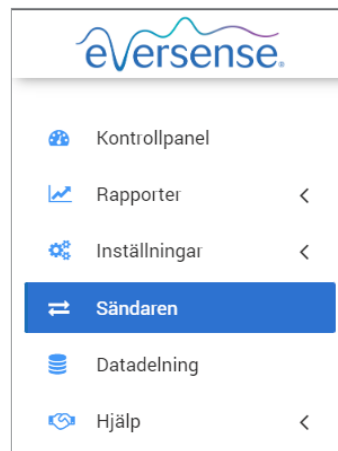 eversense.
Kontrollpanel
Rapporter
Inställningar
Sändaren
Datadelning
Hjälp